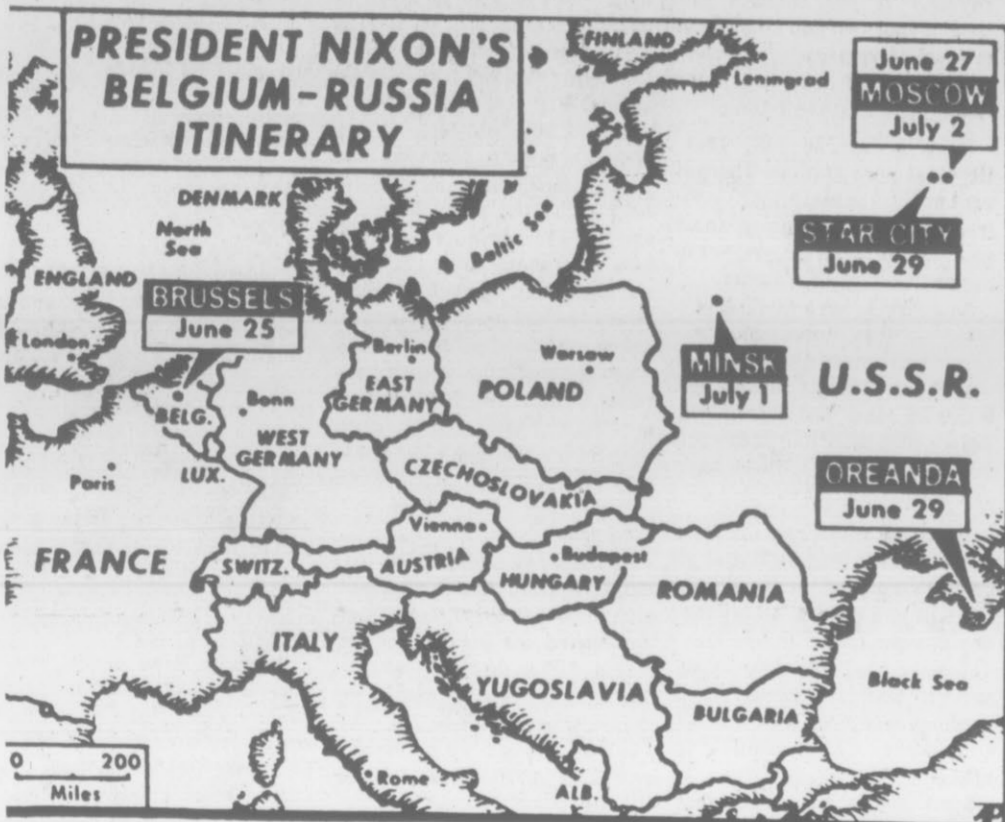 PRESIDENT NIXON'S
BELGIUM-RUSSIA
ITINERARY
FINLAND
Leningrad
June 27
MOSCOW
July 2
STAR CITY
June 29
DENMARK
North
Sea
Baltic Sea
ENGLAND
London
BRUSSELS
June 25
Berlin
EAST
GERMANY
Warsaw
POLAND
MINSK
July 1
U.S.S.R.
BELG.
Bonn
WEST
GERMANY
LUX.
Paris
CZECHOSLOVAKIA
OREANDA
June 29
Vienna
FRANCE
SWITZ.
AUSTRIA
Budapest
HUNGARY
ROMANIA
ITALY
YUGOSLAVIA
Black Sea
BULGARIA
0 200
Miles
Rome
ALB.